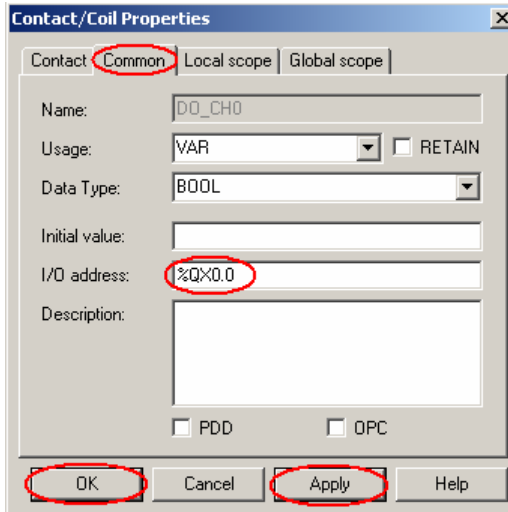 Contact/Coil Properties
Contact Common Local scope Global scope
Name: DO_CH0
Usage: VAR RETAIN
Data Type: BOOL
Initial value:
I/O address: %QX0.0
Description:
PDD OPC
OK Cancel Apply Help